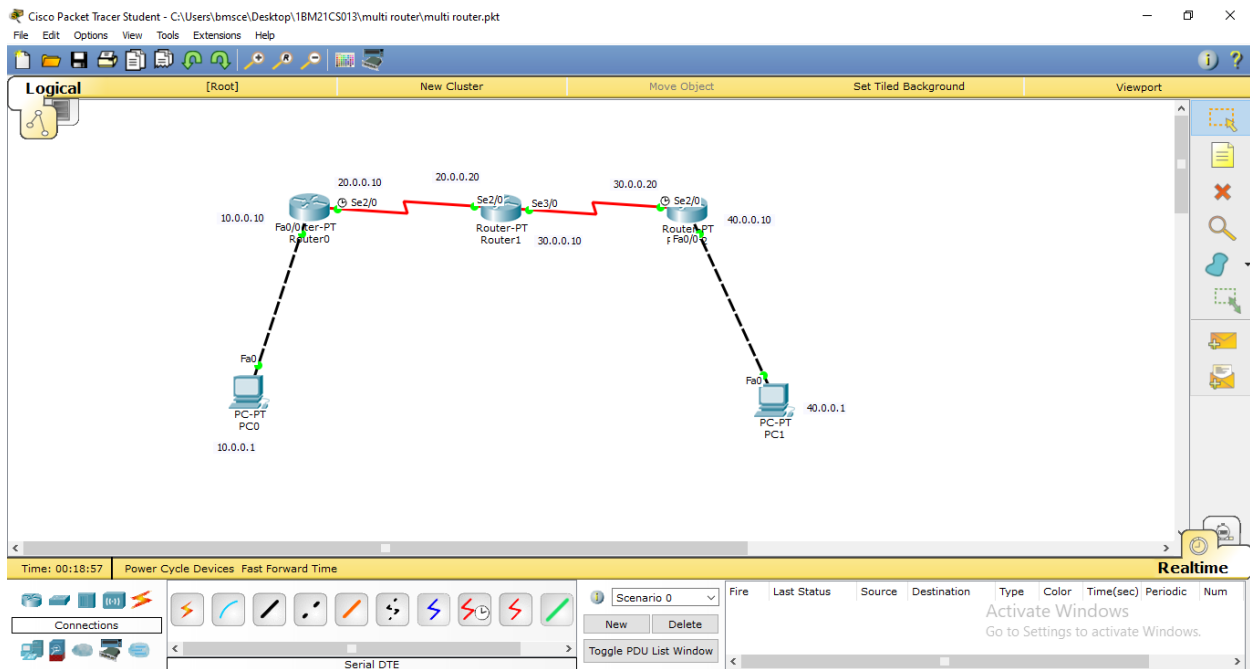 Cisco Packet Tracer Student - C:\Users\bmsce\Desktop\1BM21CS013\multi router\multi router.pkt
File Edit Options View Tools Extensions Help
Logical [Root] New Cluster Move Object Set Tiled Background Viewport
20.0.0.10 20.0.0.20 30.0.0.20
Se2/0 Se2/0 Se3/0 Se2/0
10.0.0.10 40.0.0.10
Fa0/0 Router-PT Router-PT
Router1 30.0.0.10 Fa0/0
Fa0 Fa0
PC-PT
PC0
10.0.0.1
40.0.0.1
PC-PT
PC1
Time: 00:18:57 Power Cycle Devices Fast Forward Time Realtime
Connections
Serial DTE
Scenario 0
New Delete
Toggle PDU List Window
Fire Last Status Source Destination Type Color Time(sec) Periodic Num
Activate Windows
Go to Settings to activate Windows.